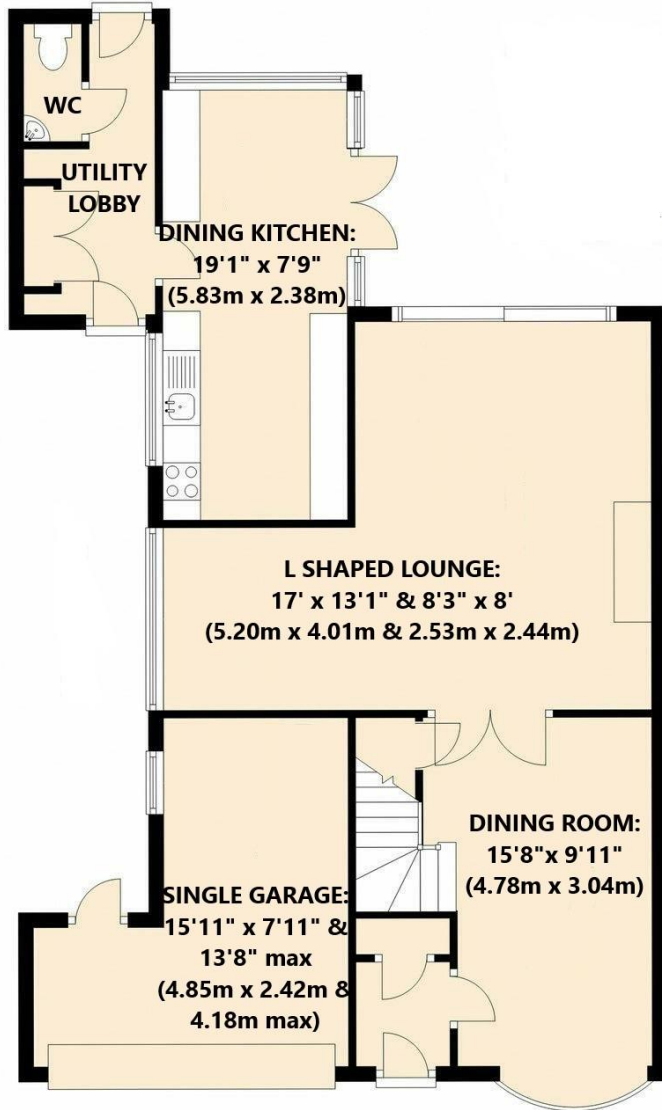 WC
UTILITY
LOBBY
DINING KITCHEN:
19'1" x 7'9"
(5.83m x 2.38m)
L SHAPED LOUNGE:
17' x 13'1" & 8'3" x 8'
(5.20m x 4.01m & 2.53m x 2.44m)
DINING ROOM:
15'8"x 9'11"
(4.78m x 3.04m)
SINGLE GARAGE:
15'11" x 7'11" &
13'8" max
(4.85m x 2.42m &
4.18m max)